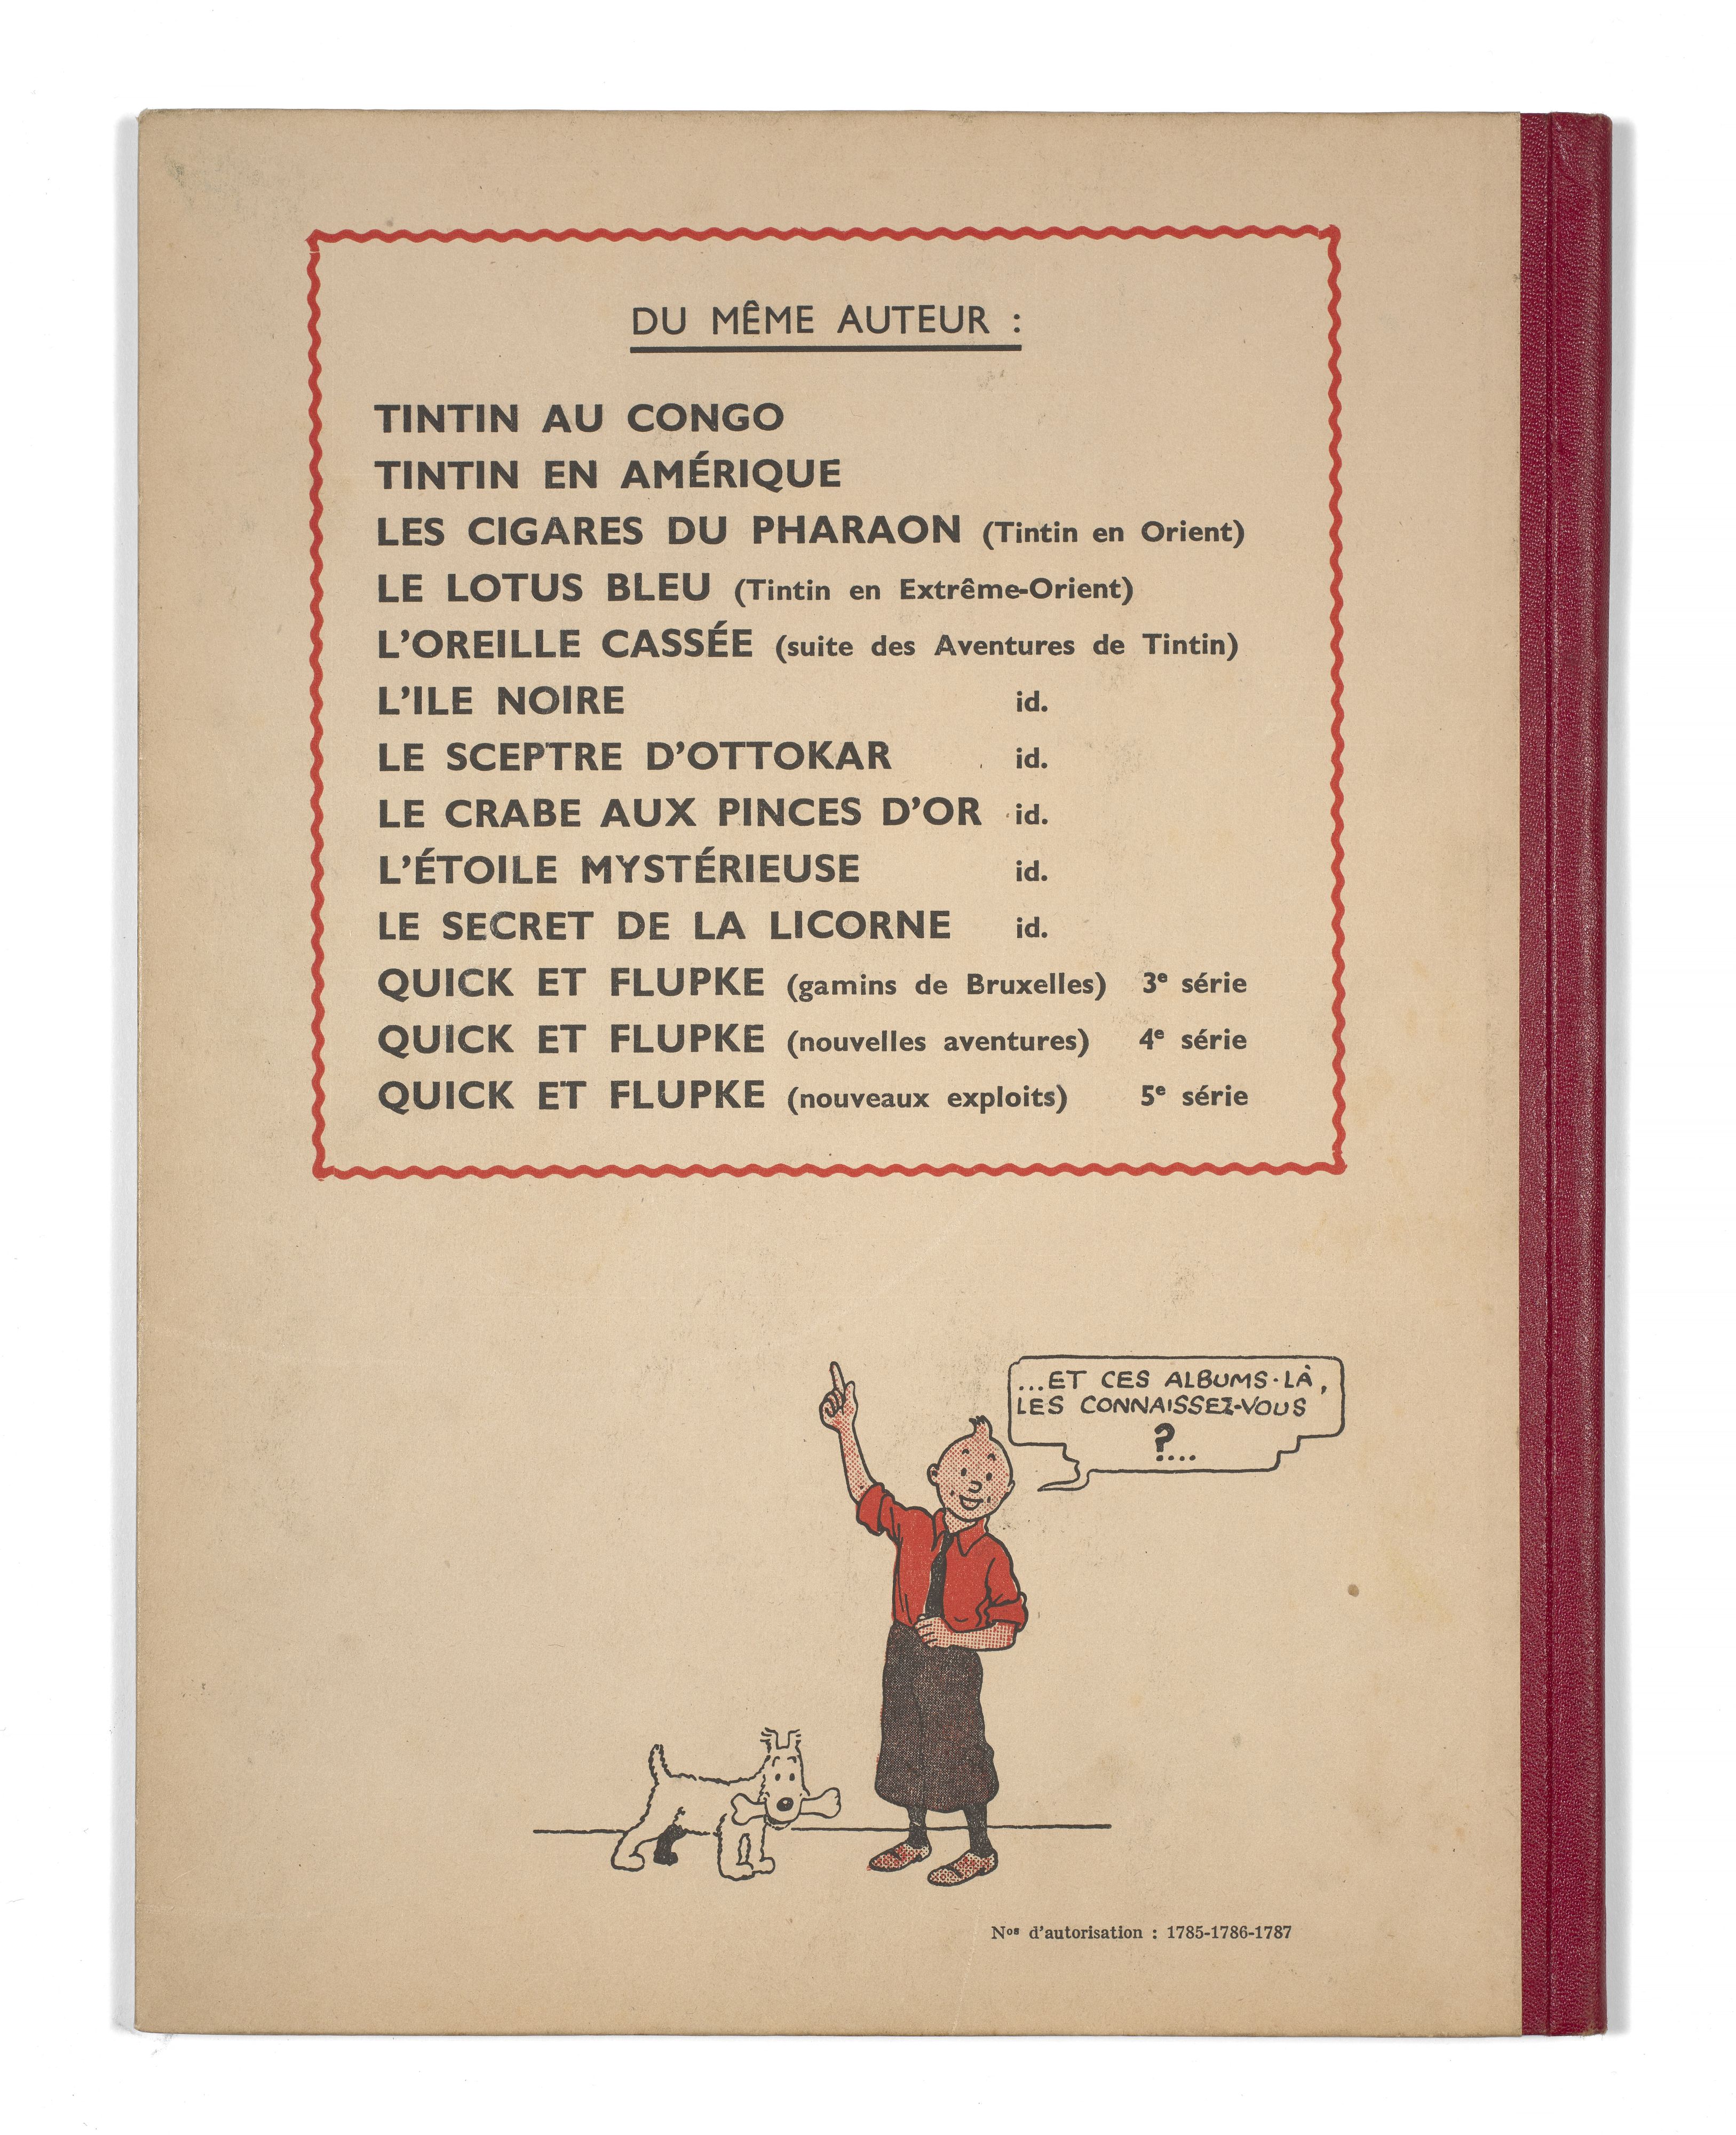 DU MÊME AUTEUR :
TINTIN AU CONGO
TINTIN EN AMÉRIQUE
LES CIGARES DU PHARAON (Tintin en Orient)
LE LOTUS BLEU (Tintin en Extrême-Orient)
L'OREILLE CASSÉE (suite des Aventures de Tintin)
L'ILE NOIRE id.
LE SCEPTRE D'OTTOKAR id.
LE CRABE AUX PINCES D'OR id.
L'ÉTOILE MYSTÉRIEUSE id.
LE SECRET DE LA LICORNE id.
QUICK ET FLUPKE (gamins de Bruxelles) 3e série
QUICK ET FLUPKE (nouvelles aventures) 4e série
QUICK ET FLUPKE (nouveaux exploits) 5e série
...ET CES ALBUMS-LÀ,
LES CONNAISSEZ-VOUS
?...
Nos d'autorisation : 1785-1786-1787